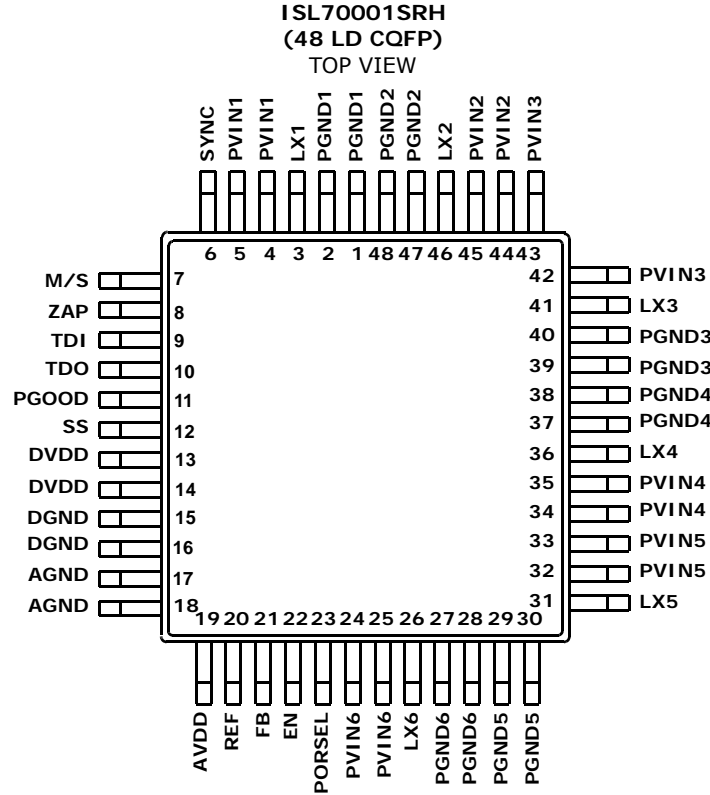 ISL70001SRH
(48 LD CQFP)
TOP VIEW
SYNC
PVIN1
PVIN1
LX1
PGND1
PGND1
PGND2
PGND2
LX2
PVIN2
PVIN2
PVIN3
6 5 4 3 2 1 48 47 46 45 44 43
M/S 7
ZAP 8
TDI 9
TDO 10
PGOOD 11
SS 12
DVDD 13
DVDD 14
DGND 15
DGND 16
AGND 17
AGND 18
42 PVIN3
41 LX3
40 PGND3
39 PGND3
38 PGND4
37 PGND4
36 LX4
35 PVIN4
34 PVIN4
33 PVIN5
32 PVIN5
31 LX5
19 20 21 22 23 24 25 26 27 28 29 30
AVDD
REF
FB
EN
PORSEL
PVIN6
PVIN6
LX6
PGND6
PGND6
PGND5
PGND5